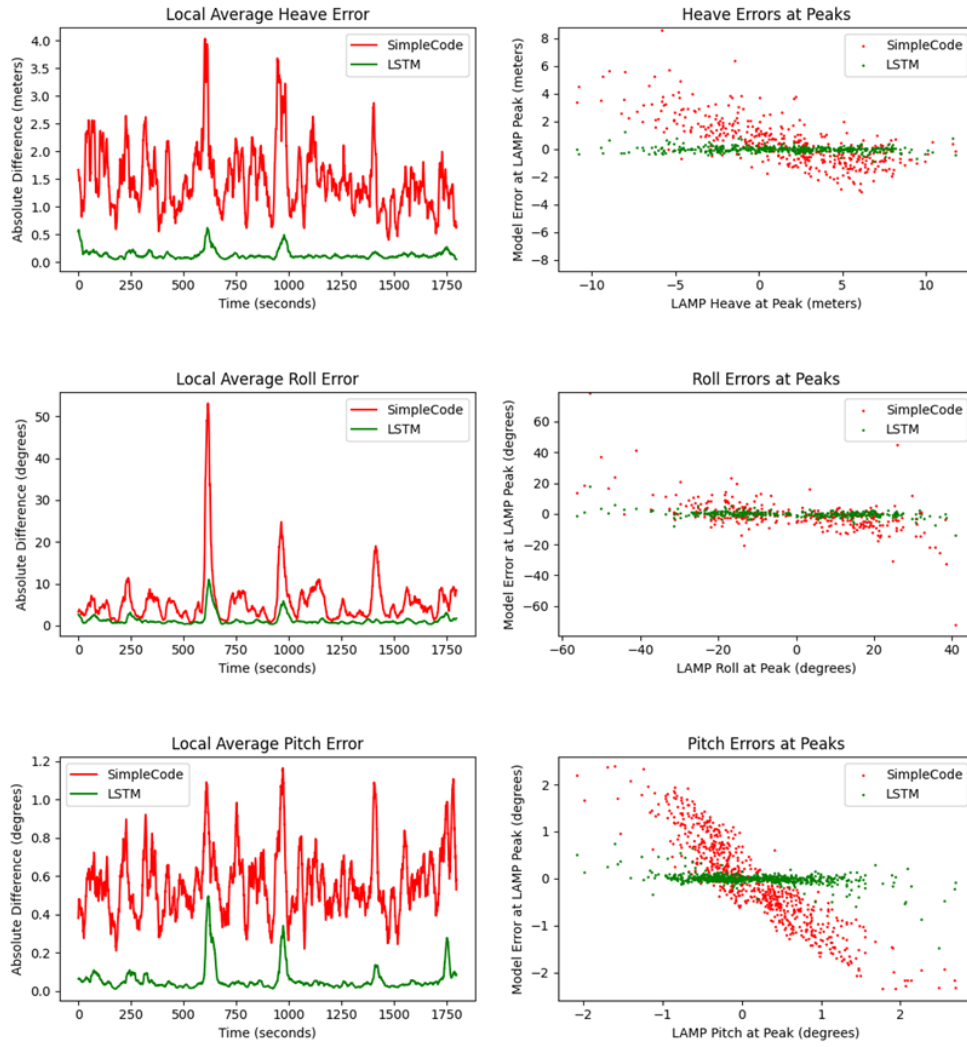 Local Average Heave Error
Absolute Difference (meters)
4.0
3.5
3.0
2.5
2.0
1.5
1.0
0.5
0.0
SimpleCode
LSTM
0 250 500 750 1000 1250 1500 1750
Time (seconds)
Heave Errors at Peaks
Model Error at LAMP Peak (meters)
8
6
4
2
0
−2
−4
−6
−8
SimpleCode
LSTM
−10 −5 0 5 10
LAMP Heave at Peak (meters)
Local Average Roll Error
Absolute Difference (degrees)
50
40
30
20
10
0
SimpleCode
LSTM
0 250 500 750 1000 1250 1500 1750
Time (seconds)
Roll Errors at Peaks
Model Error at LAMP Peak (degrees)
60
40
20
0
−20
−40
−60
SimpleCode
LSTM
−60 −40 −20 0 20 40
LAMP Roll at Peak (degrees)
Local Average Pitch Error
Absolute Difference (degrees)
1.2
1.0
0.8
0.6
0.4
0.2
0.0
SimpleCode
LSTM
0 250 500 750 1000 1250 1500 1750
Time (seconds)
Pitch Errors at Peaks
Model Error at LAMP Peak (degrees)
2
1
0
−1
−2
SimpleCode
LSTM
−2 −1 0 1 2
LAMP Pitch at Peak (degrees)